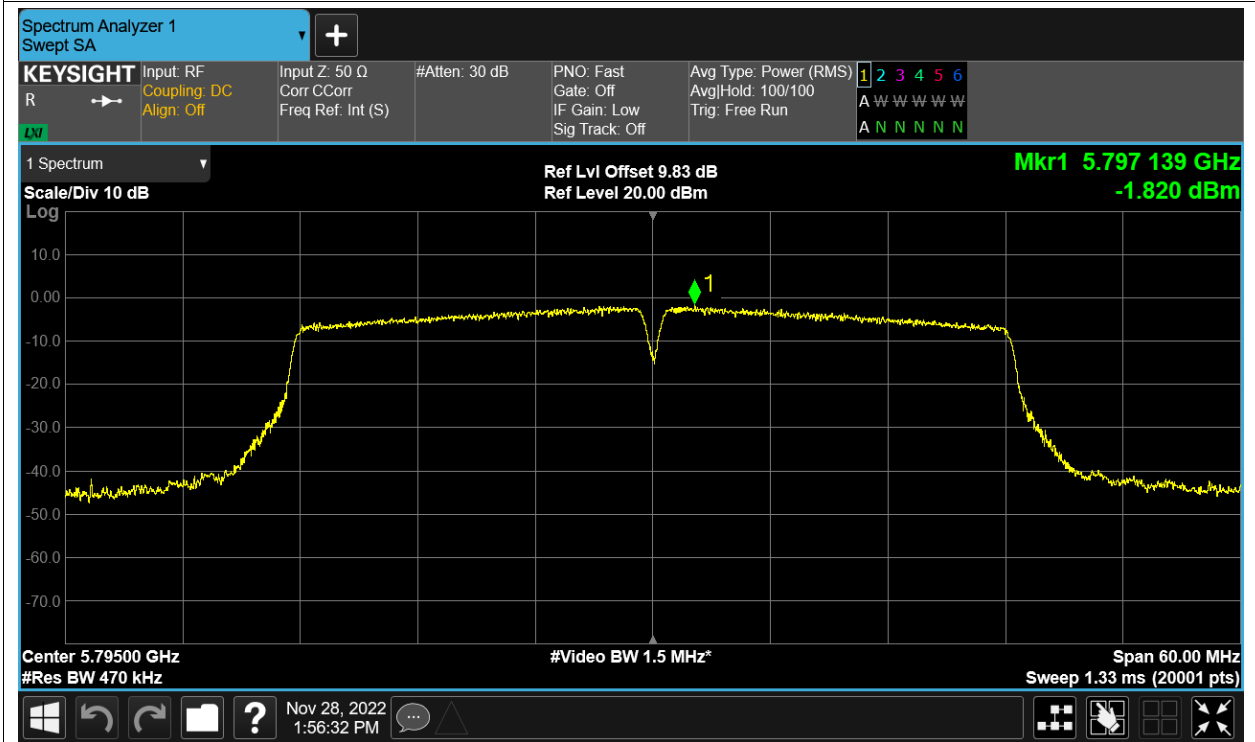 Spectrum Analyzer 1
Swept SA
KEYSIGHT
R
LXI
Input: RF
Coupling: DC
Align: Off
Input Z: 50 Ω
Corr CCorr
Freq Ref: Int (S)
#Atten: 30 dB
PNO: Fast
Gate: Off
IF Gain: Low
Sig Track: Off
Avg Type: Power (RMS)
Avg|Hold: 100/100
Trig: Free Run
1 2 3 4 5 6
A W W W W W
A N N N N N
1 Spectrum
Scale/Div 10 dB
Log
Ref Lvl Offset 9.83 dB
Ref Level 20.00 dBm
Mkr1 5.797 139 GHz
-1.820 dBm
10.0
0.00
-10.0
-20.0
-30.0
-40.0
-50.0
-60.0
-70.0
1
Center 5.79500 GHz
#Res BW 470 kHz
#Video BW 1.5 MHz*
Span 60.00 MHz
Sweep 1.33 ms (20001 pts)
?
Nov 28, 2022
1:56:32 PM